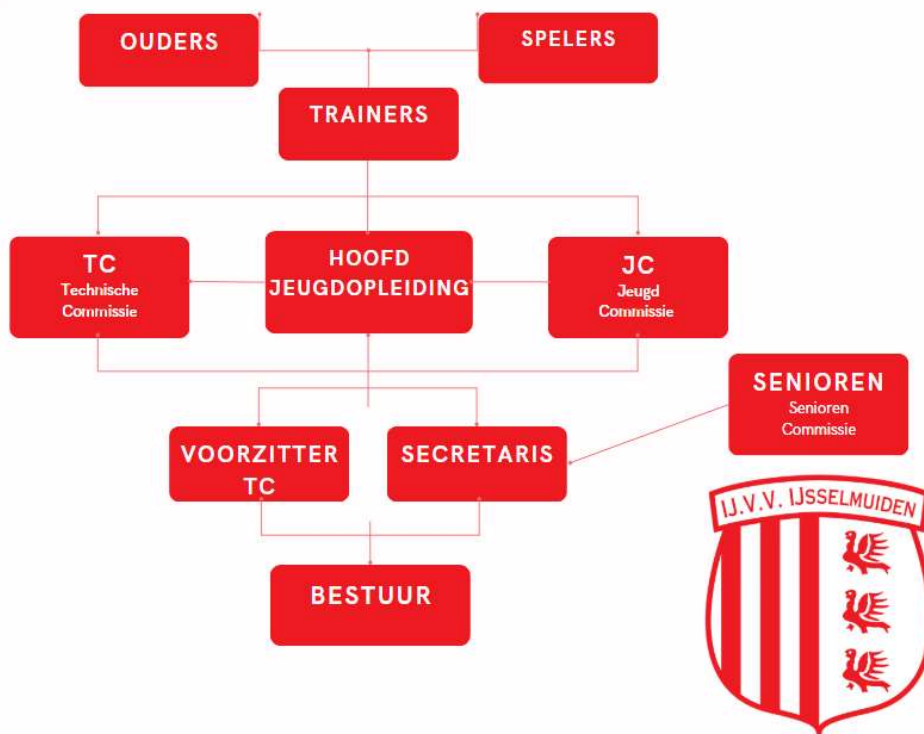 OUDERS
SPELERS
TRAINERS
TC
Technische
Commissie
HOOFD
JEUGDOPLEIDING
JC
Jeugd
Commissie
SENIOREN
Senioren
Commissie
VOORZITTER
TC
SECRETARIS
BESTUUR
IJ.V.V. IJSSELMUIDEN